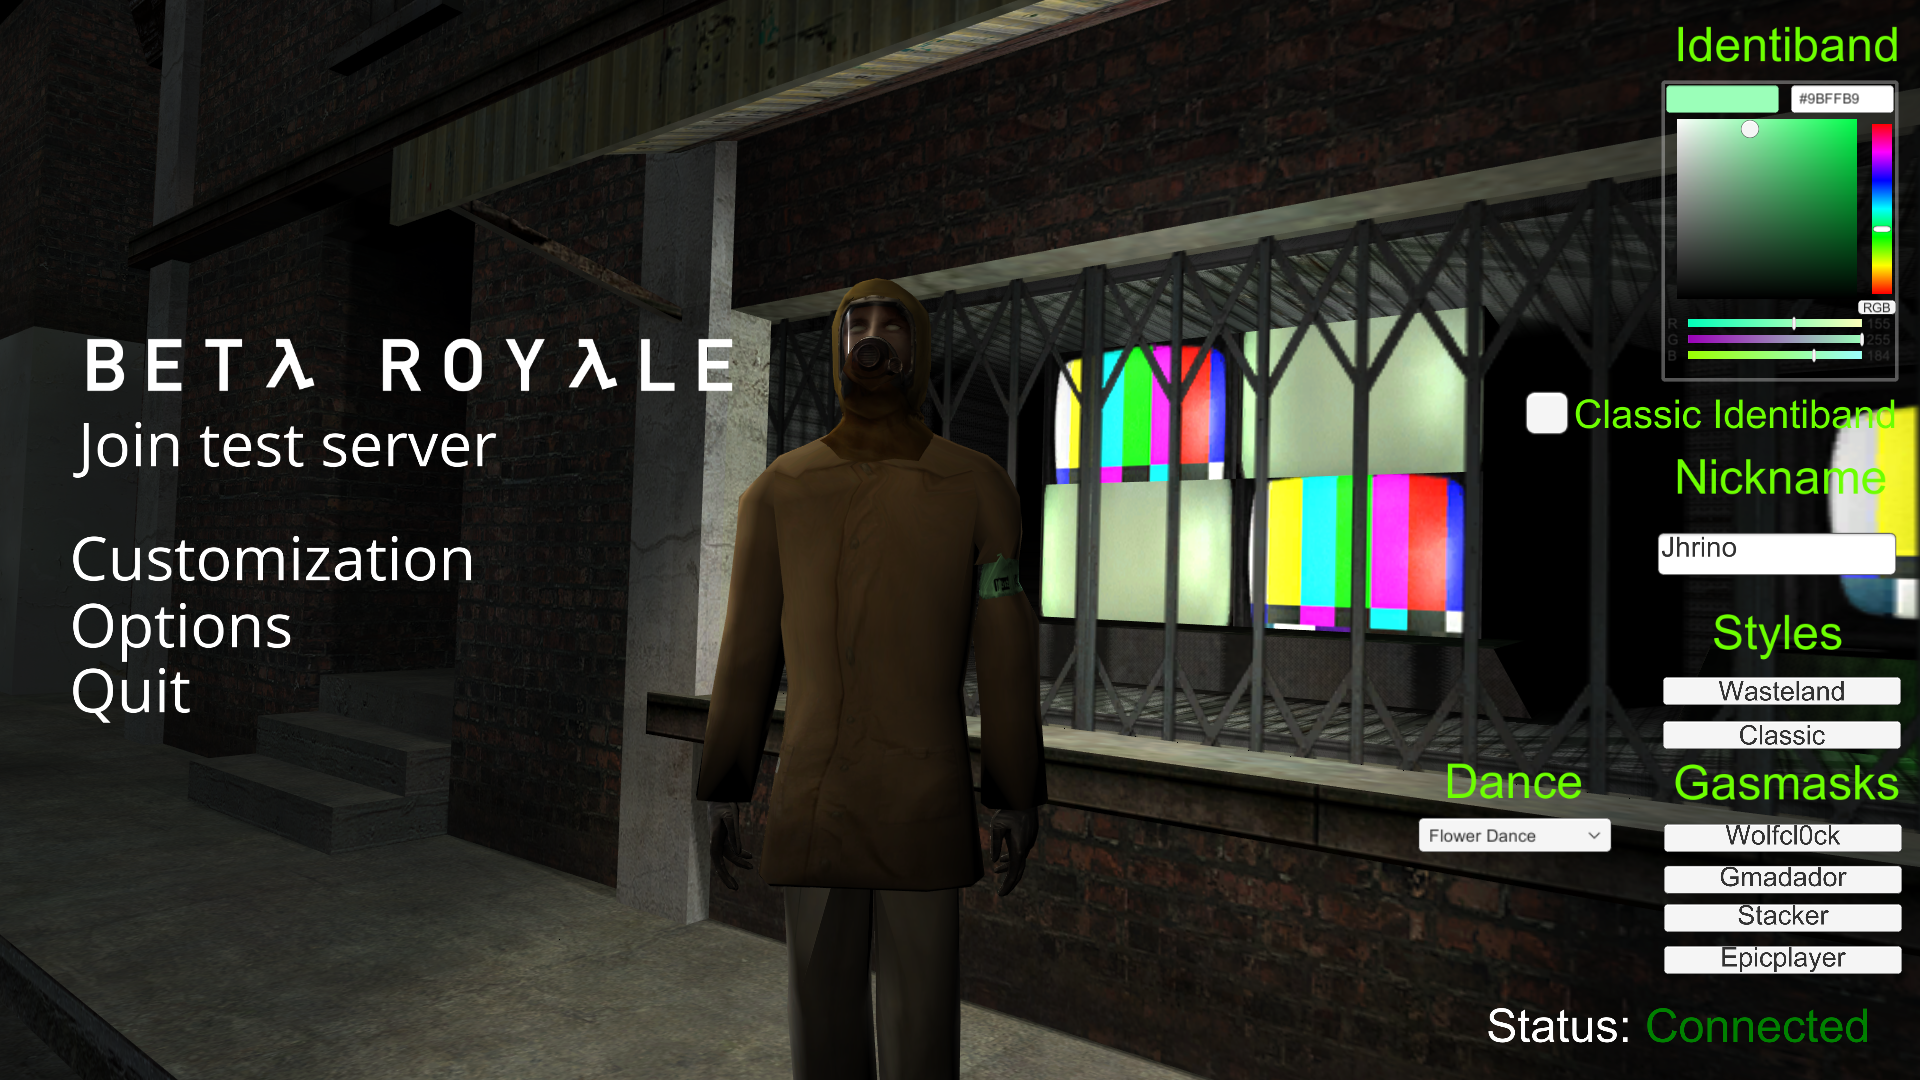 BETλ ROYλLE
Join test server
Customization
Options
Quit
Identiband
#9BFFB9
RGB
R 155
G 255
B 184
Classic Identiband
Nickname
Jhrino
Styles
Wasteland
Classic
Dance
Flower Dance
Gasmasks
Wolfcl0ck
Gmadador
Stacker
Epicplayer
Status: Connected